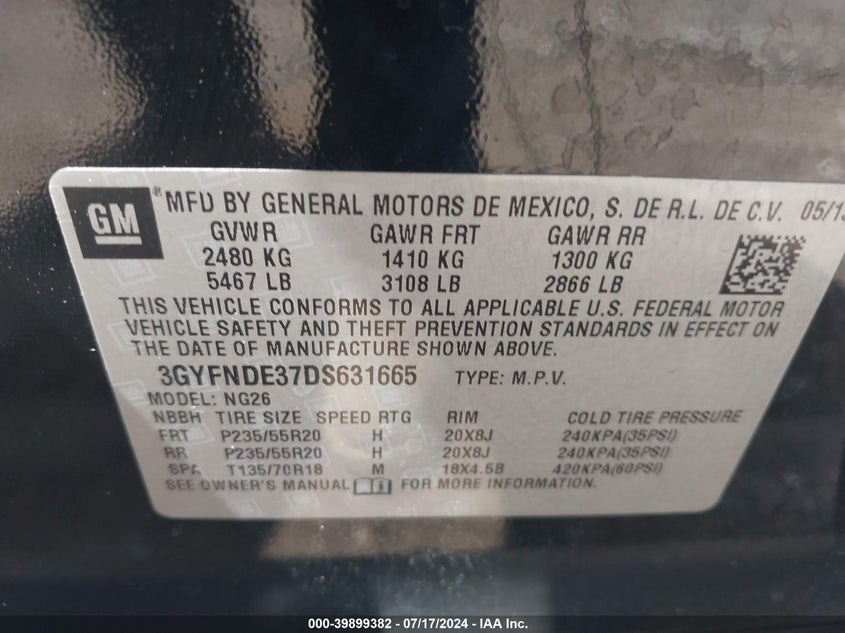 GM ® MFD BY GENERAL MOTORS DE MEXICO, S. DE R.L. DE C.V. 05/13
GVWR GAWR FRT GAWR RR
2480 KG 1410 KG 1300 KG
5467 LB 3108 LB 2866 LB
THIS VEHICLE CONFORMS TO ALL APPLICABLE U.S. FEDERAL MOTOR
VEHICLE SAFETY AND THEFT PREVENTION STANDARDS IN EFFECT ON
THE DATE OF MANUFACTURE SHOWN ABOVE.
3GYFNDE37DS631665 TYPE: M.P.V.
MODEL: NG26
NBBH TIRE SIZE SPEED RTG RIM COLD TIRE PRESSURE
FRT P235/55R20 H 20X8J 240KPA(35PSI)
RR P235/55R20 H 20X8J 240KPA(35PSI)
SPA T135/70R18 M 18X4.5B 420KPA(60PSI)
SEE OWNER'S MANUAL FOR MORE INFORMATION.
000-39899382 - 07/17/2024 - IAA Inc.